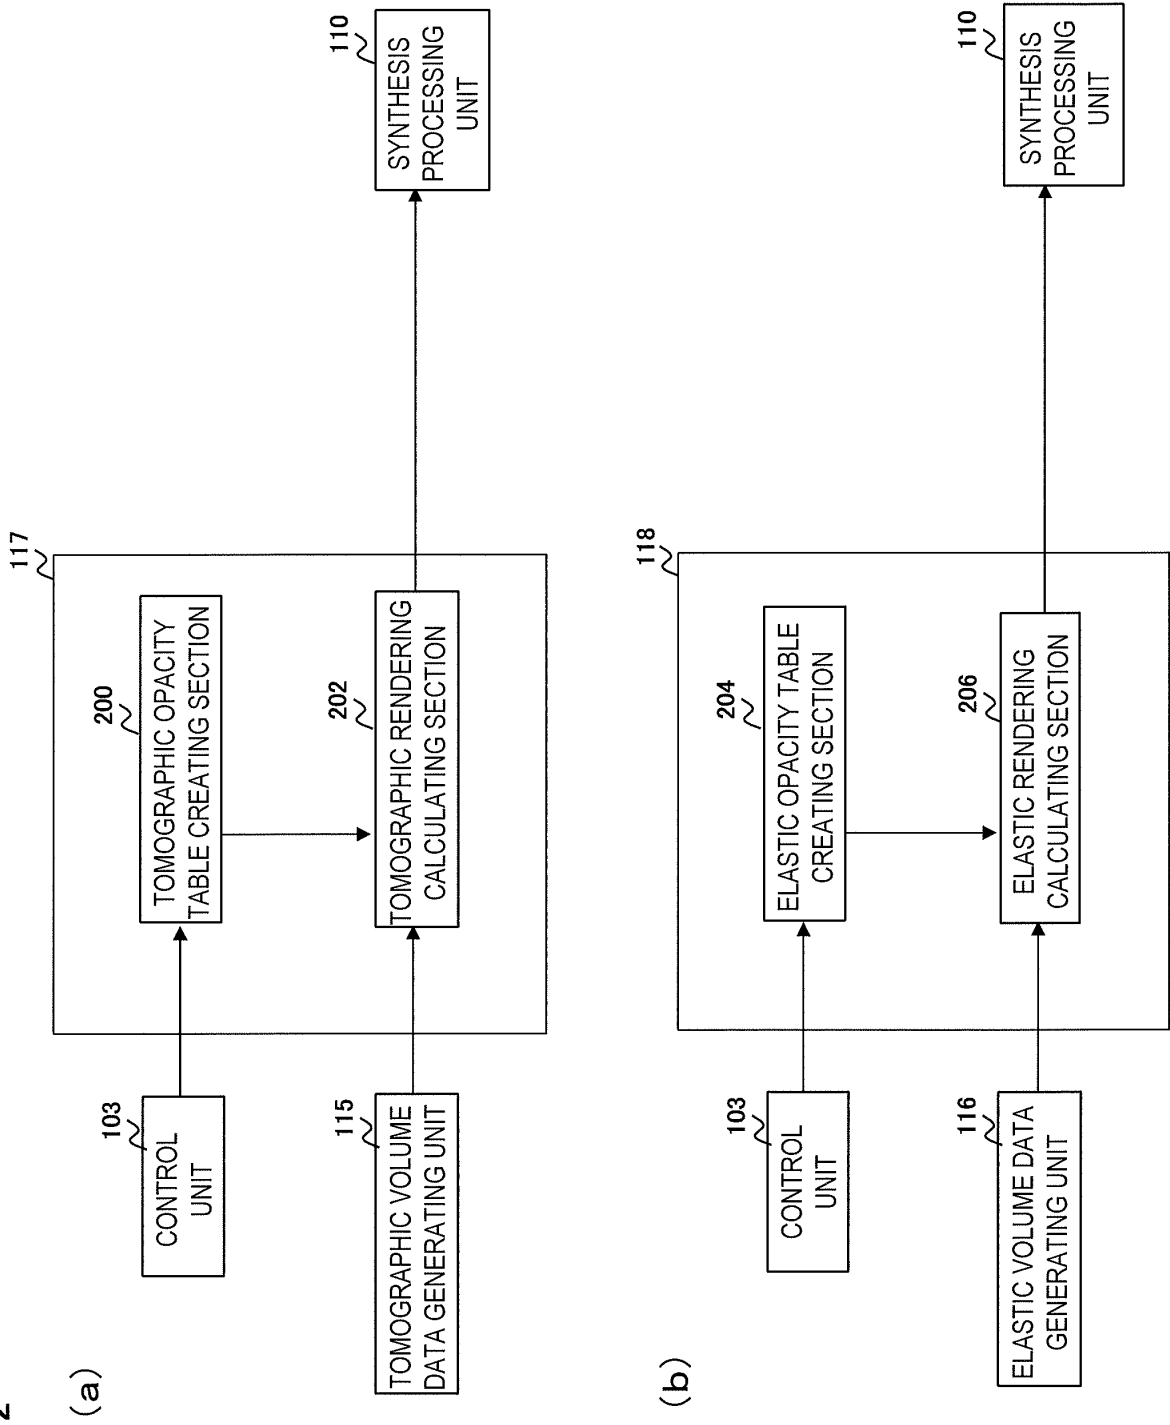 2
(a)
103
CONTROL
UNIT
115
TOMOGRAPHIC VOLUME
DATA GENERATING UNIT
117
200
TOMOGRAPHIC OPACITY
TABLE CREATING SECTION
202
TOMOGRAPHIC RENDERING
CALCULATING SECTION
110
SYNTHESIS
PROCESSING
UNIT
(b)
103
CONTROL
UNIT
116
ELASTIC VOLUME DATA
GENERATING UNIT
118
204
ELASTIC OPACITY TABLE
CREATING SECTION
206
ELASTIC RENDERING
CALCULATING SECTION
110
SYNTHESIS
PROCESSING
UNIT